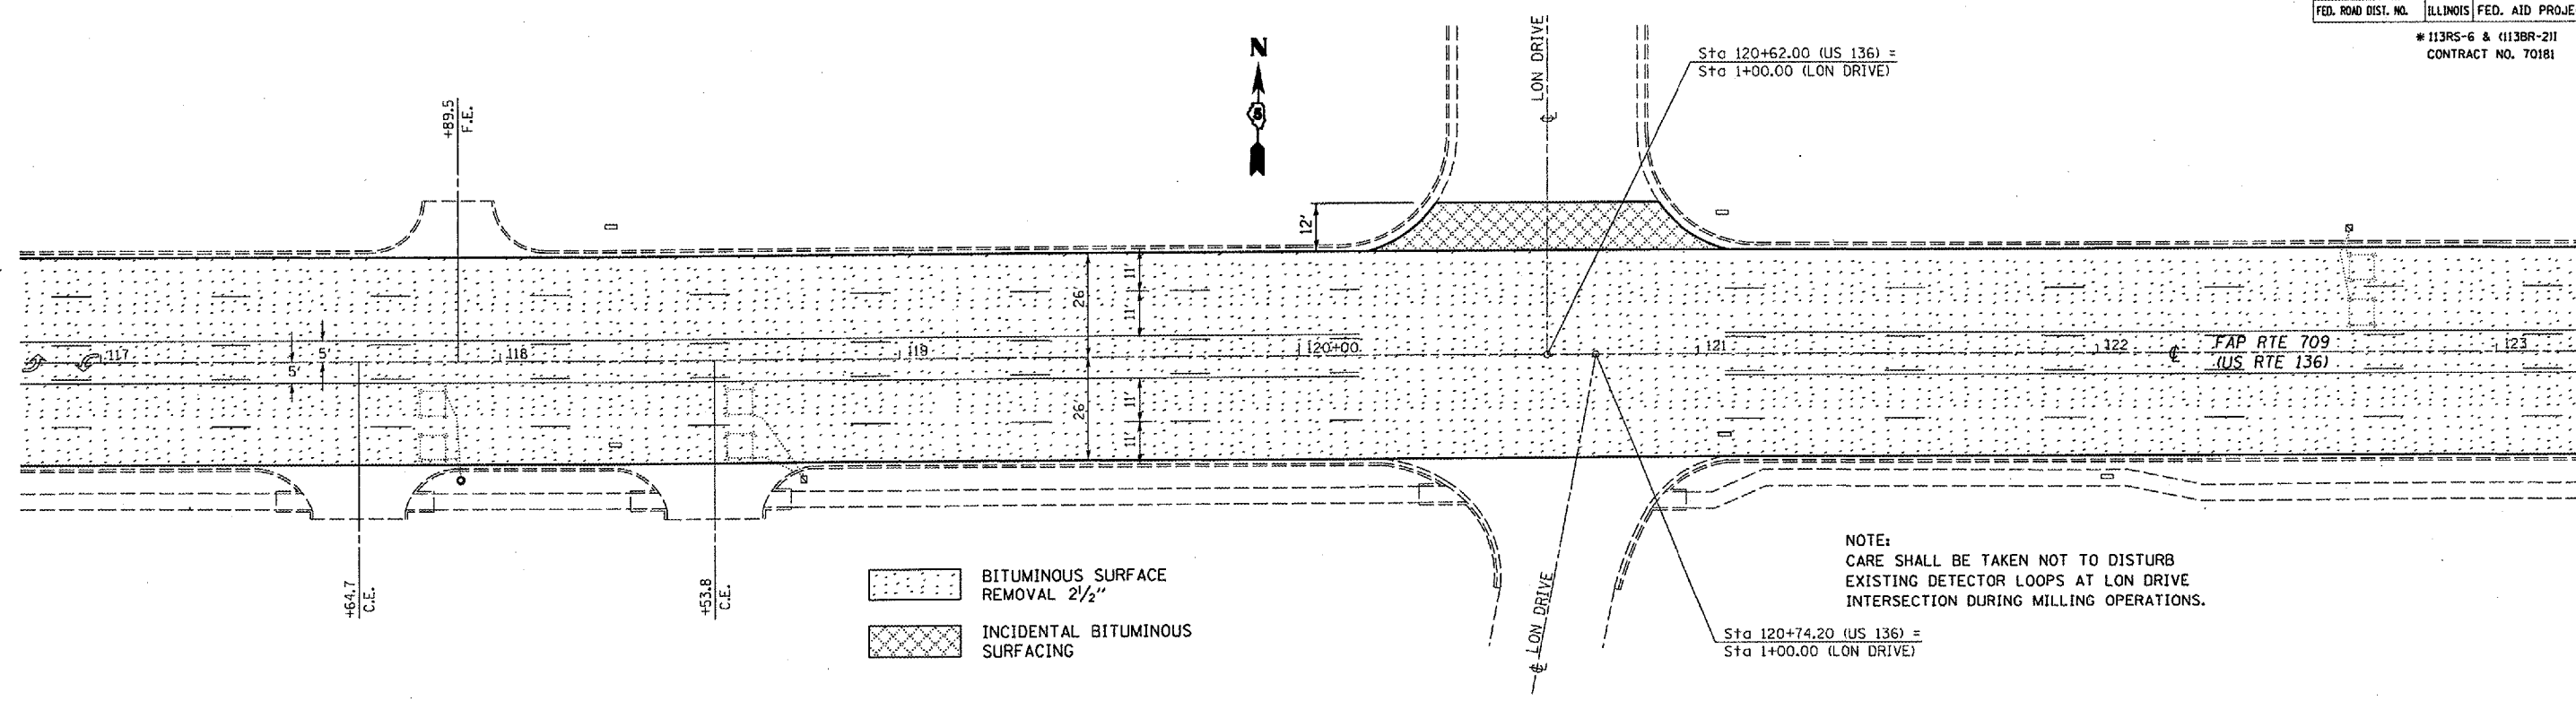 FED. ROAD DIST. NO. ILLINOIS FED. AID PROJE
* 113RS-6 & (113BR-2)I
CONTRACT NO. 70181
N
5
LON DRIVE
℄
Sta 120+62.00 (US 136) =
Sta 1+00.00 (LON DRIVE)
+89.5
F.E.
12'
26'
11'
11'
5'
5'
117
118
119
120+00
121
122
℄
FAP RTE 709
(US RTE 136)
123
26'
11'
11'
+64.7
C.E.
+53.8
C.E.
BITUMINOUS SURFACE
REMOVAL 2 1/2"
INCIDENTAL BITUMINOUS
SURFACING
℄ LON DRIVE
NOTE:
CARE SHALL BE TAKEN NOT TO DISTURB
EXISTING DETECTOR LOOPS AT LON DRIVE
INTERSECTION DURING MILLING OPERATIONS.
Sta 120+74.20 (US 136) =
Sta 1+00.00 (LON DRIVE)